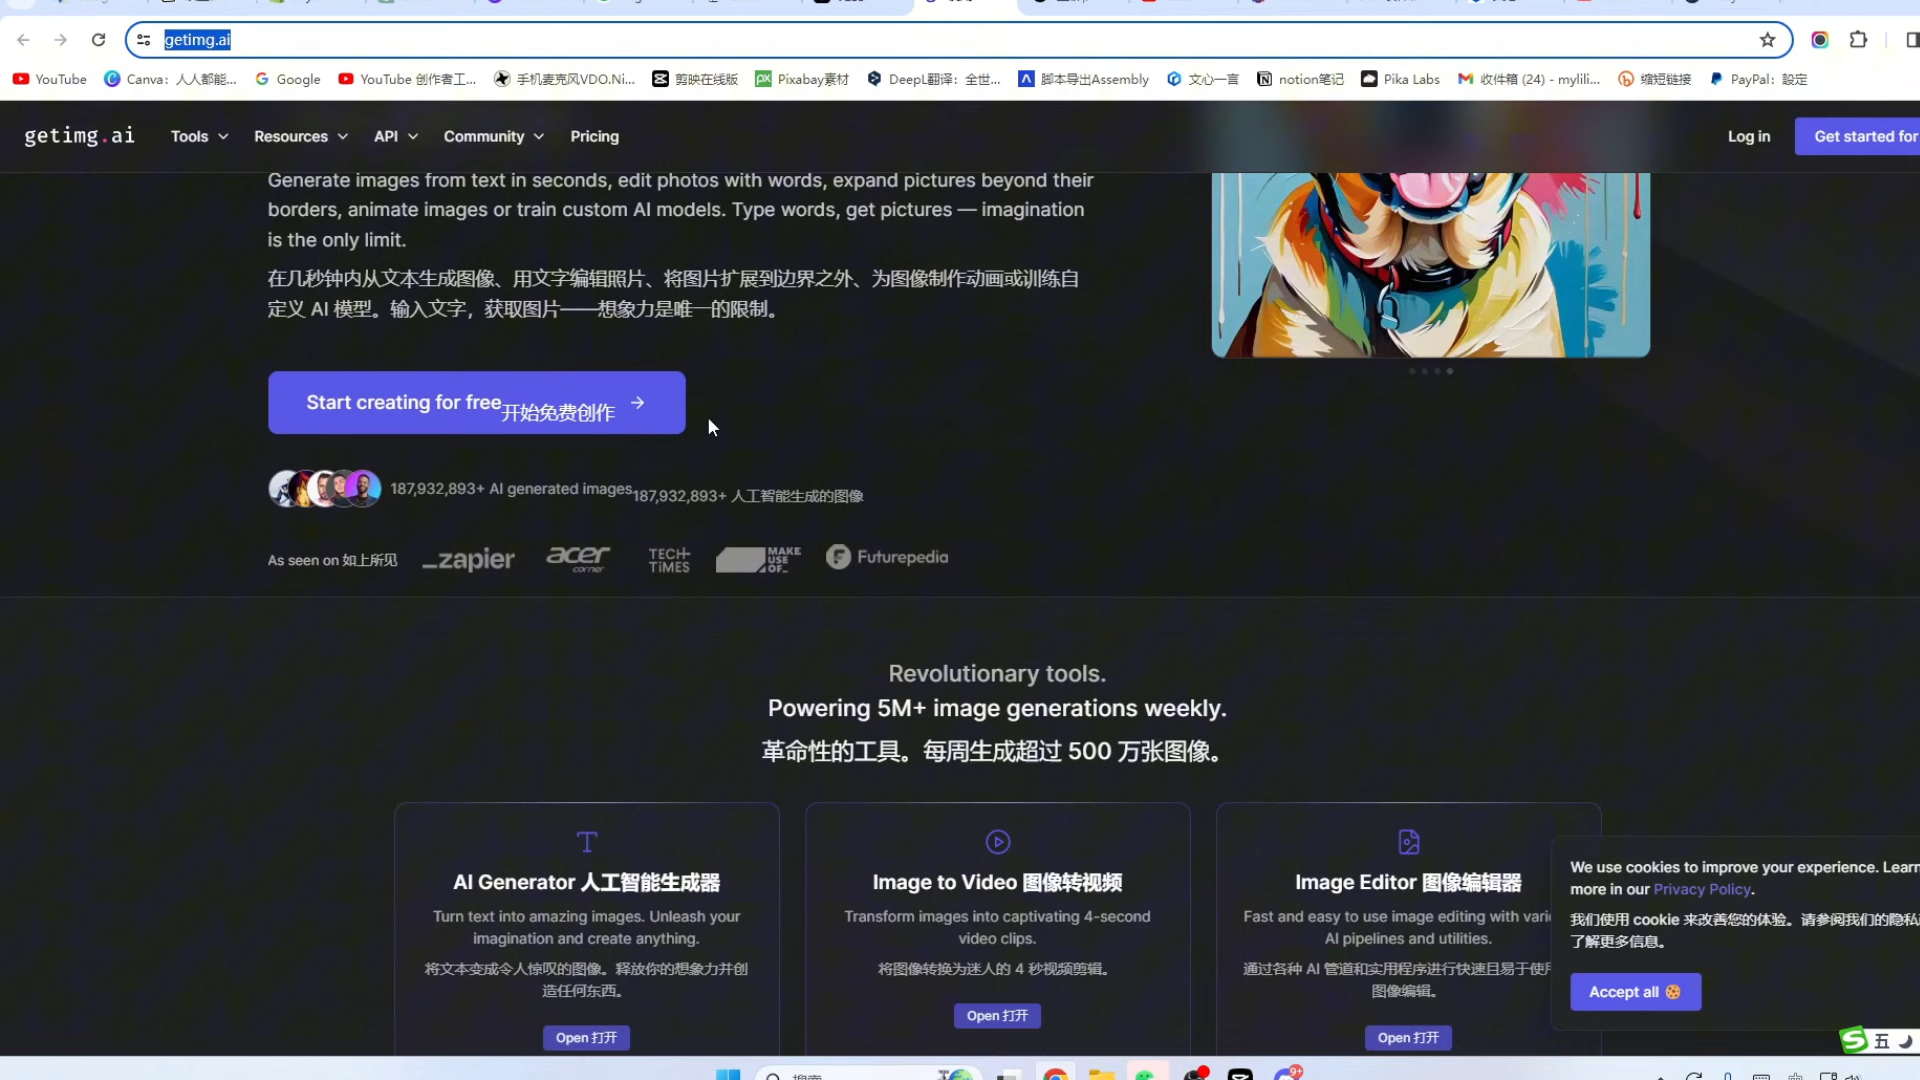 getimg.ai
YouTube
Canva：人人都能...
Google
YouTube 创作者工...
手机麦克风VDO.Ni...
剪映在线版
Pixabay素材
DeepL翻译：全世...
脚本导出Assembly
文心一言
notion笔记
Pika Labs
收件箱 (24) - mylili...
缩短链接
PayPal：設定
getimg.ai
Tools
Resources
API
Community
Pricing
Log in
Get started for
Generate images from text in seconds, edit photos with words, expand pictures beyond their
borders, animate images or train custom AI models. Type words, get pictures — imagination
is the only limit.
在几秒钟内从文本生成图像、用文字编辑照片、将图片扩展到边界之外、为图像制作动画或训练自
定义 AI 模型。输入文字，获取图片——想象力是唯一的限制。
Start creating for free开始免费创作
187,932,893+ AI generated images187,932,893+ 人工智能生成的图像
As seen on 如上所见
zapier
acer corner
TECH TIMES
MAKE USE OF_
Futurepedia
Revolutionary tools.
Powering 5M+ image generations weekly.
革命性的工具。每周生成超过 500 万张图像。
AI Generator 人工智能生成器
Turn text into amazing images. Unleash your
imagination and create anything.
将文本变成令人惊叹的图像。释放你的想象力并创
造任何东西。
Open 打开
Image to Video 图像转视频
Transform images into captivating 4-second
video clips.
将图像转换为迷人的 4 秒视频剪辑。
Open 打开
Image Editor 图像编辑器
Fast and easy to use image editing with vari
AI pipelines and utilities.
通过各种 AI 管道和实用程序进行快速且易于使用
图像编辑。
Open 打开
We use cookies to improve your experience. Learn
more in our Privacy Policy.
我们使用 cookie 来改善您的体验。请参阅我们的隐私
了解更多信息。
Accept all
五
9+